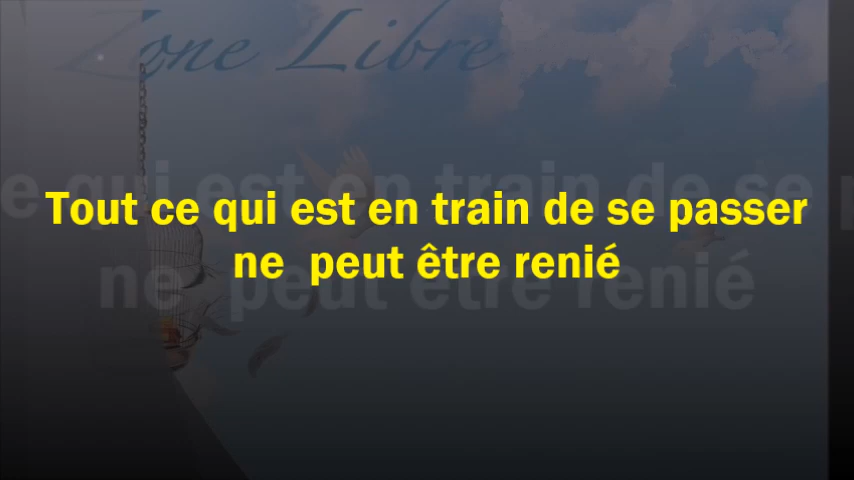 Zone Libre
Tout ce qui est en train de se passer
ne  peut être renié